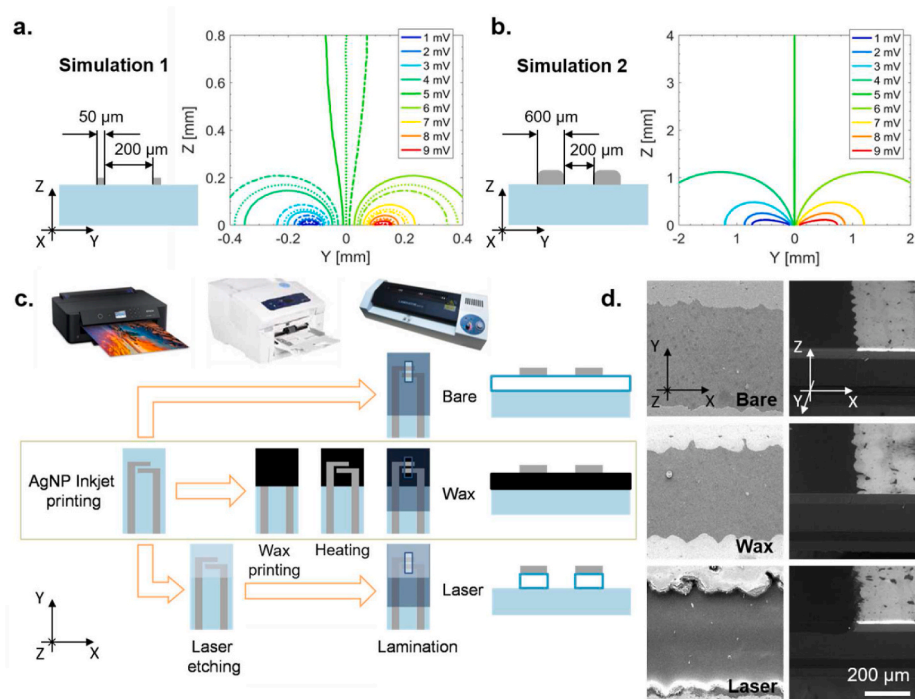 a.
Simulation 1
50 µm
200 µm
Z
X
Y
Z [mm]
0.8
0.6
0.4
0.2
0
-0.4
-0.2
0
0.2
0.4
Y [mm]
1 mV
2 mV
3 mV
4 mV
5 mV
6 mV
7 mV
8 mV
9 mV
b.
Simulation 2
600 µm
200 µm
Z
X
Y
Z [mm]
4
3
2
1
0
-2
-1
0
1
2
Y [mm]
1 mV
2 mV
3 mV
4 mV
5 mV
6 mV
7 mV
8 mV
9 mV
c.
Bare
AgNP Inkjet
printing
Wax
printing
Heating
Wax
Laser
etching
Lamination
Laser
Y
Z
X
d.
Y
Z
X
Bare
Z
Y
X
Wax
Laser
200 µm